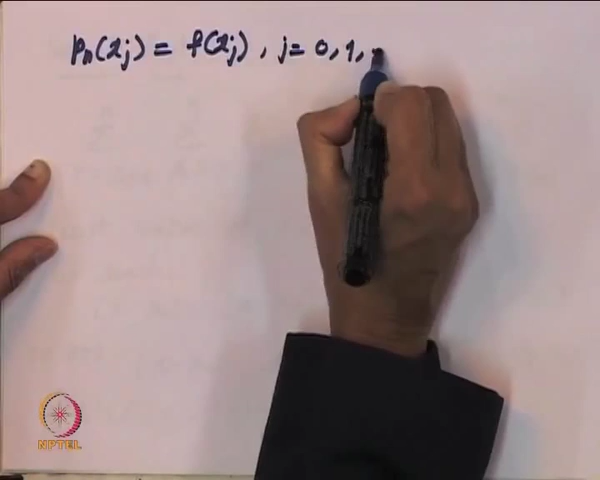 pn(xj) = f(xj), j = 0, 1,
NPTEL